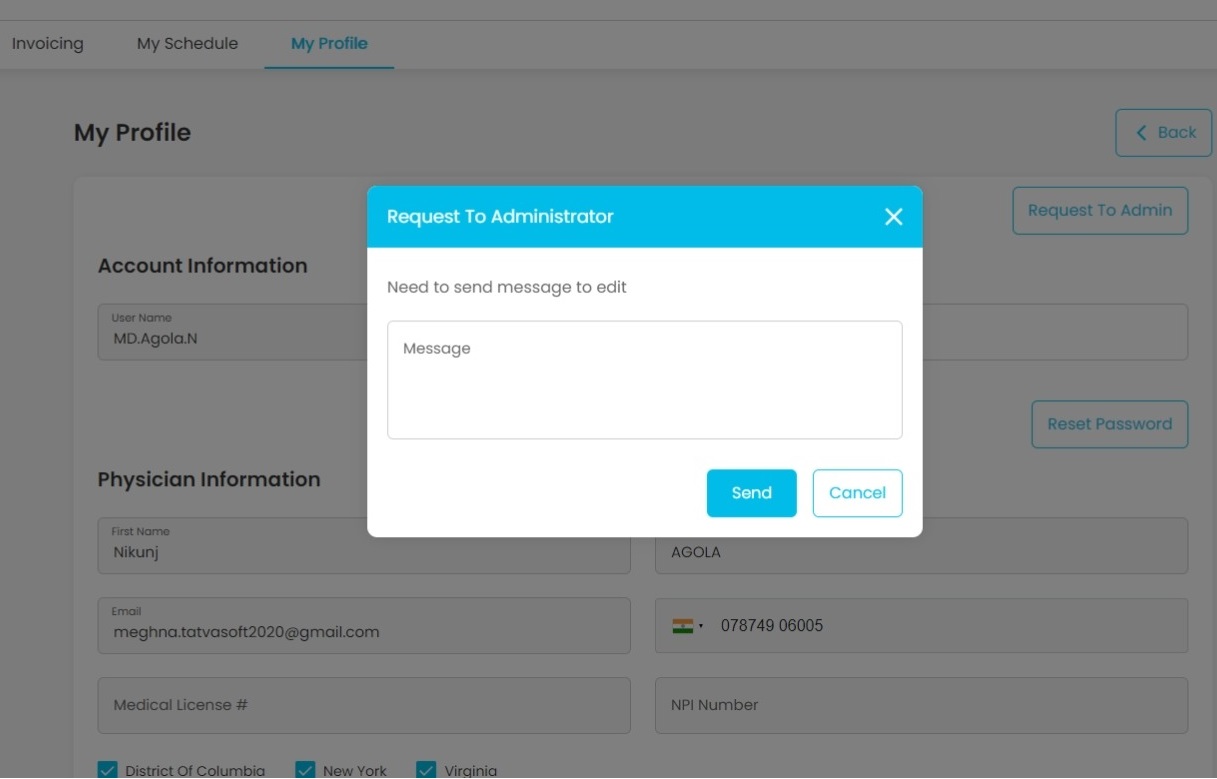 Invoicing My Schedule My Profile
My Profile
Back
Request To Administrator
Request To Admin
Account Information
Need to send message to edit
User Name
MD.Agola.N
Message
Reset Password
Physician Information
Send Cancel
First Name
Nikunj AGOLA
Email
meghna.tatvasoft2020@gmail.com 078749 06005
Medical License # NPI Number
District Of Columbia New York Virginia